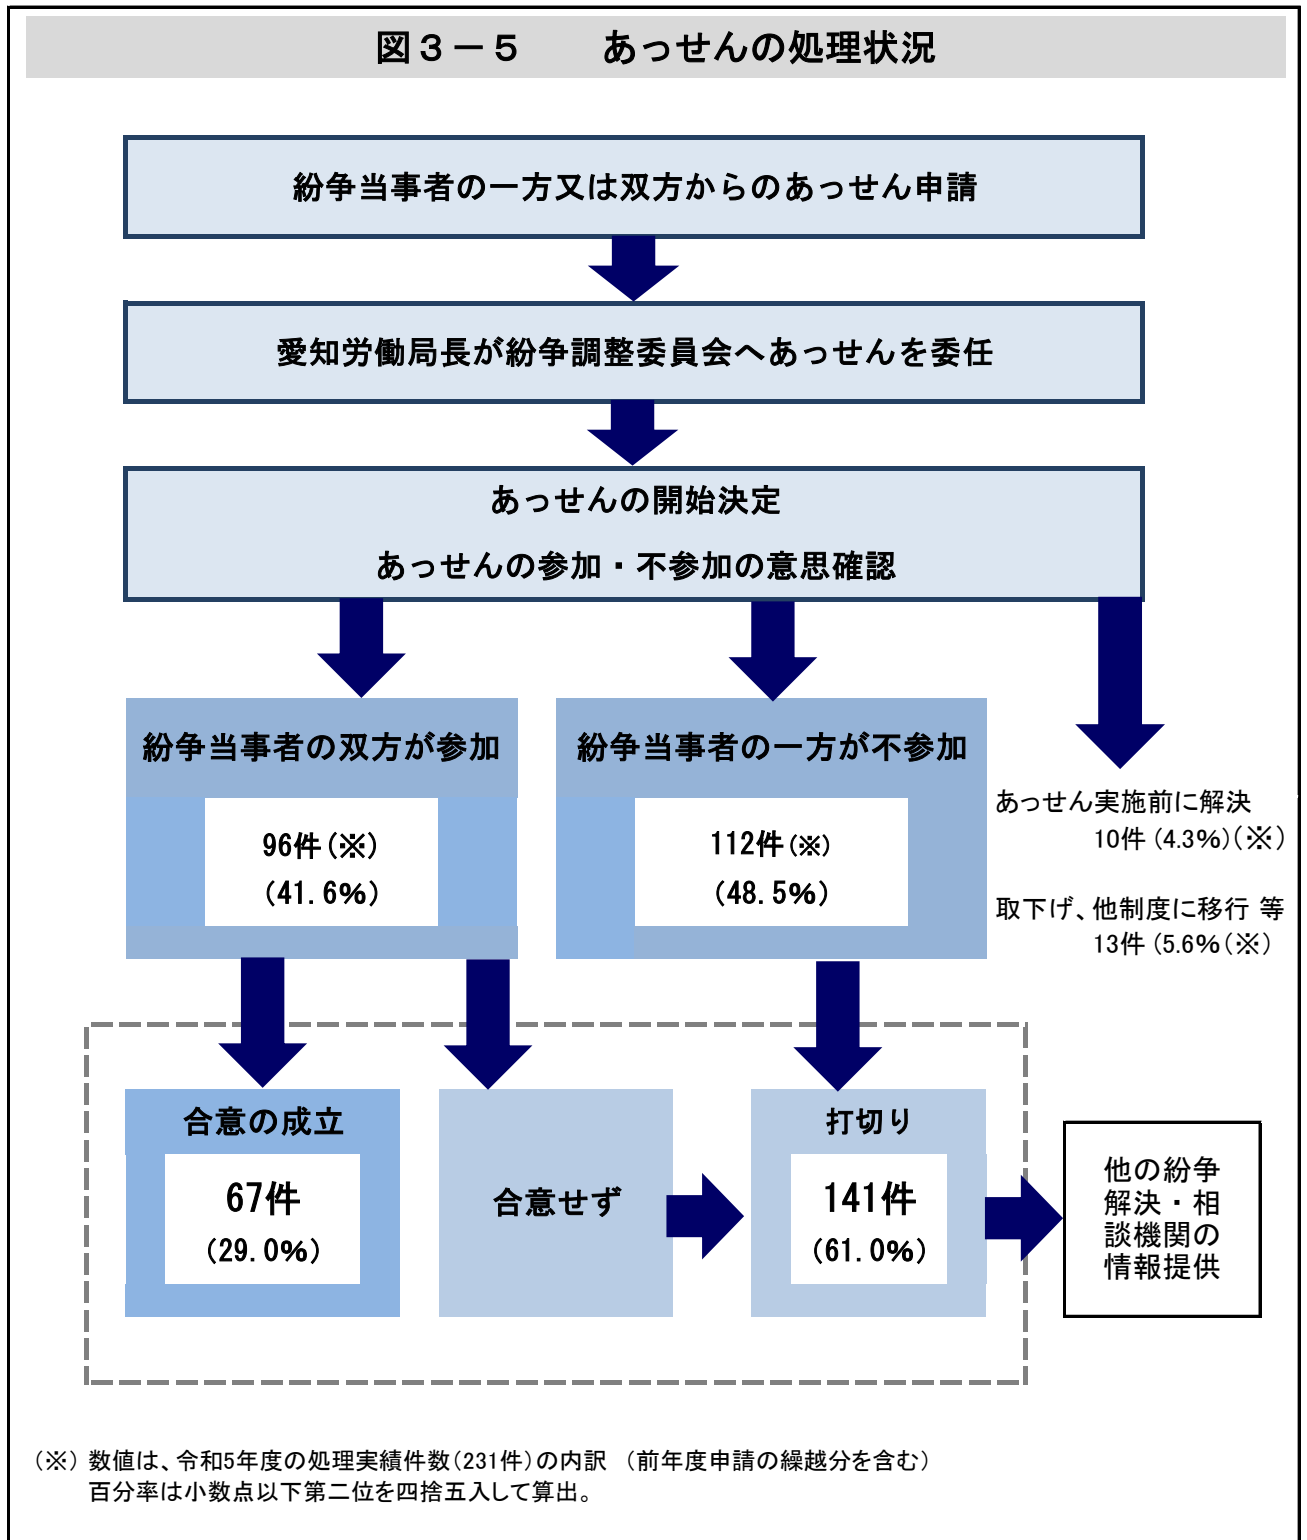 図３－５　　あっせんの処理状況
紛争当事者の一方又は双方からのあっせん申請
愛知労働局長が紛争調整委員会へあっせんを委任
あっせんの開始決定
あっせんの参加・不参加の意思確認
紛争当事者の双方が参加
96件(※)
(41.6%)
紛争当事者の一方が不参加
112件(※)
(48.5%)
あっせん実施前に解決
10件 (4.3%)(※)
取下げ、他制度に移行 等
13件 (5.6%(※)
合意の成立
67件
(29.0%)
合意せず
打切り
141件
(61.0%)
他の紛争
解決・相
談機関の
情報提供
(※) 数値は、令和5年度の処理実績件数(231件)の内訳 (前年度申請の繰越分を含む)
百分率は小数点以下第二位を四捨五入して算出。